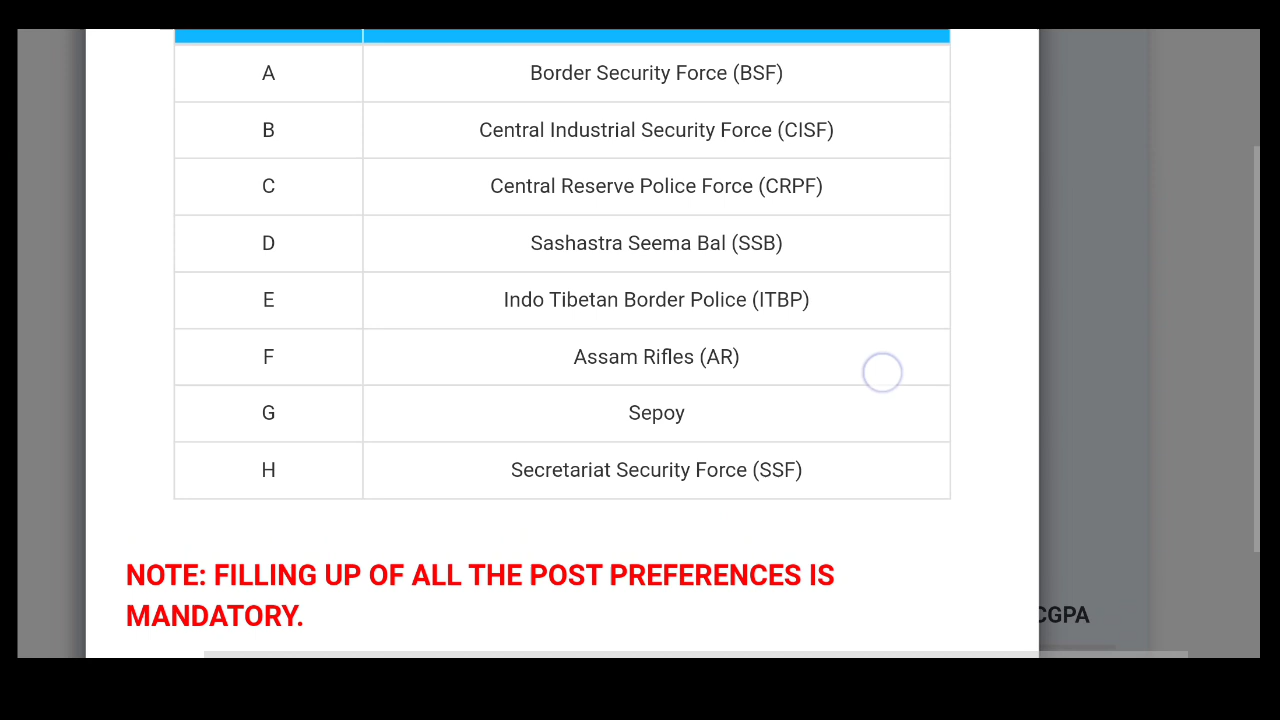 A Border Security Force (BSF)
B Central Industrial Security Force (CISF)
C Central Reserve Police Force (CRPF)
D Sashastra Seema Bal (SSB)
E Indo Tibetan Border Police (ITBP)
F Assam Rifles (AR)
G Sepoy
H Secretariat Security Force (SSF)
NOTE: FILLING UP OF ALL THE POST PREFERENCES IS
MANDATORY.
CGPA